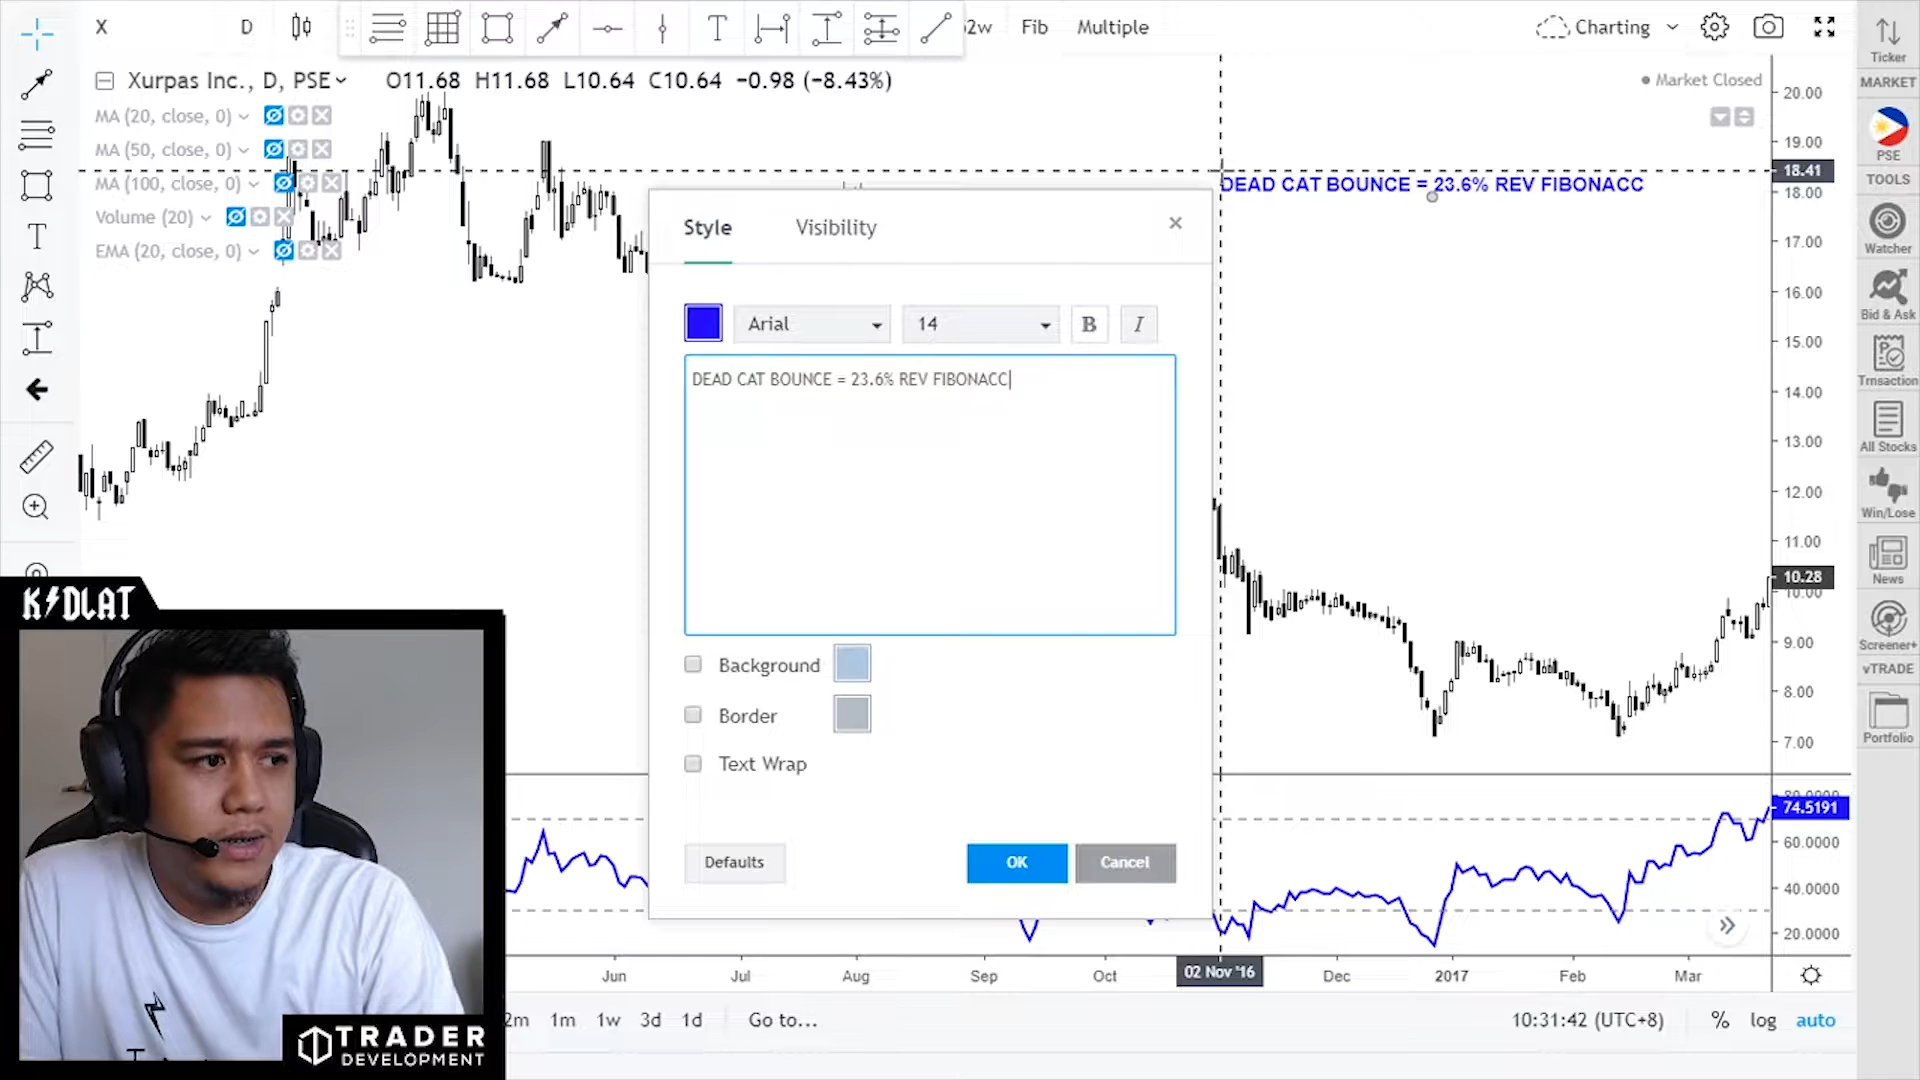 X D 52w Fib Multiple Charting
Ticker
MARKET
Xurpas Inc., D, PSE O11.68 H11.68 L10.64 C10.64 −0.98 (−8.43%)
Market Closed
MA (20, close, 0)
MA (50, close, 0)
MA (100, close, 0)
Volume (20)
EMA (20, close, 0)
DEAD CAT BOUNCE = 23.6% REV FIBONACC
20.00
19.00
18.41
18.00
17.00
16.00
15.00
14.00
13.00
12.00
11.00
10.28
10.00
9.00
8.00
7.00
80.0000
74.5191
60.0000
40.0000
20.0000
PSE
TOOLS
Watcher
Bid & Ask
Trnsaction
All Stocks
Win/Lose
News
Screener+
vTRADE
Portfolio
Style Visibility
Arial 14 B I
DEAD CAT BOUNCE = 23.6% REV FIBONACC
Background
Border
Text Wrap
Defaults OK Cancel
Jun Jul Aug Sep Oct 02 Nov '16 Dec 2017 Feb Mar
2m 1m 1w 3d 1d Go to...
10:31:42 (UTC+8) % log auto
KIDLAT
TRADER
DEVELOPMENT